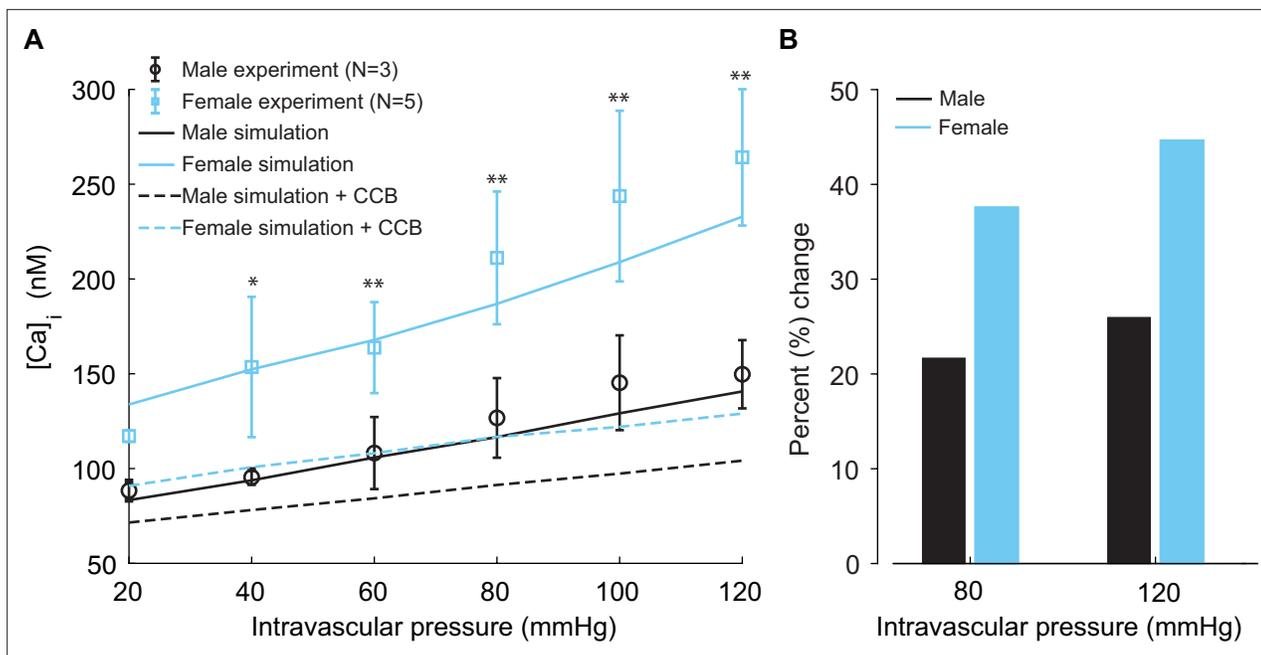 A
Male experiment (N=3)
Female experiment (N=5)
Male simulation
Female simulation
Male simulation + CCB
Female simulation + CCB
300
250
200
150
100
50
[Ca]i (nM)
*
**
**
**
**
20 40 60 80 100 120
Intravascular pressure (mmHg)
B
Male
Female
50
40
30
20
10
0
Percent (%) change
80 120
Intravascular pressure (mmHg)